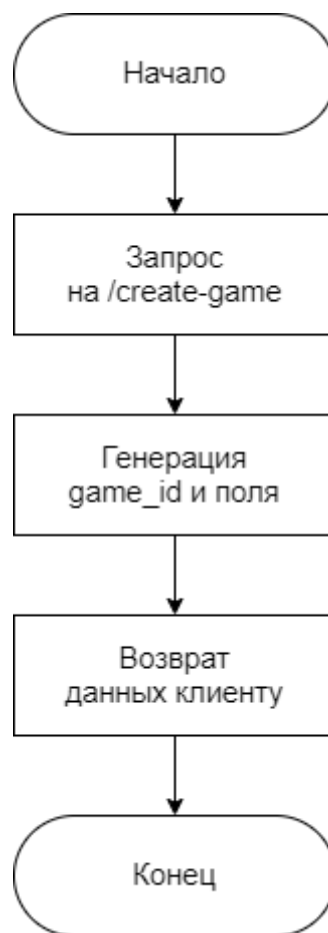 Начало
Запрос
на /create-game
Генерация
game_id и поля
Возврат
данных клиенту
Конец